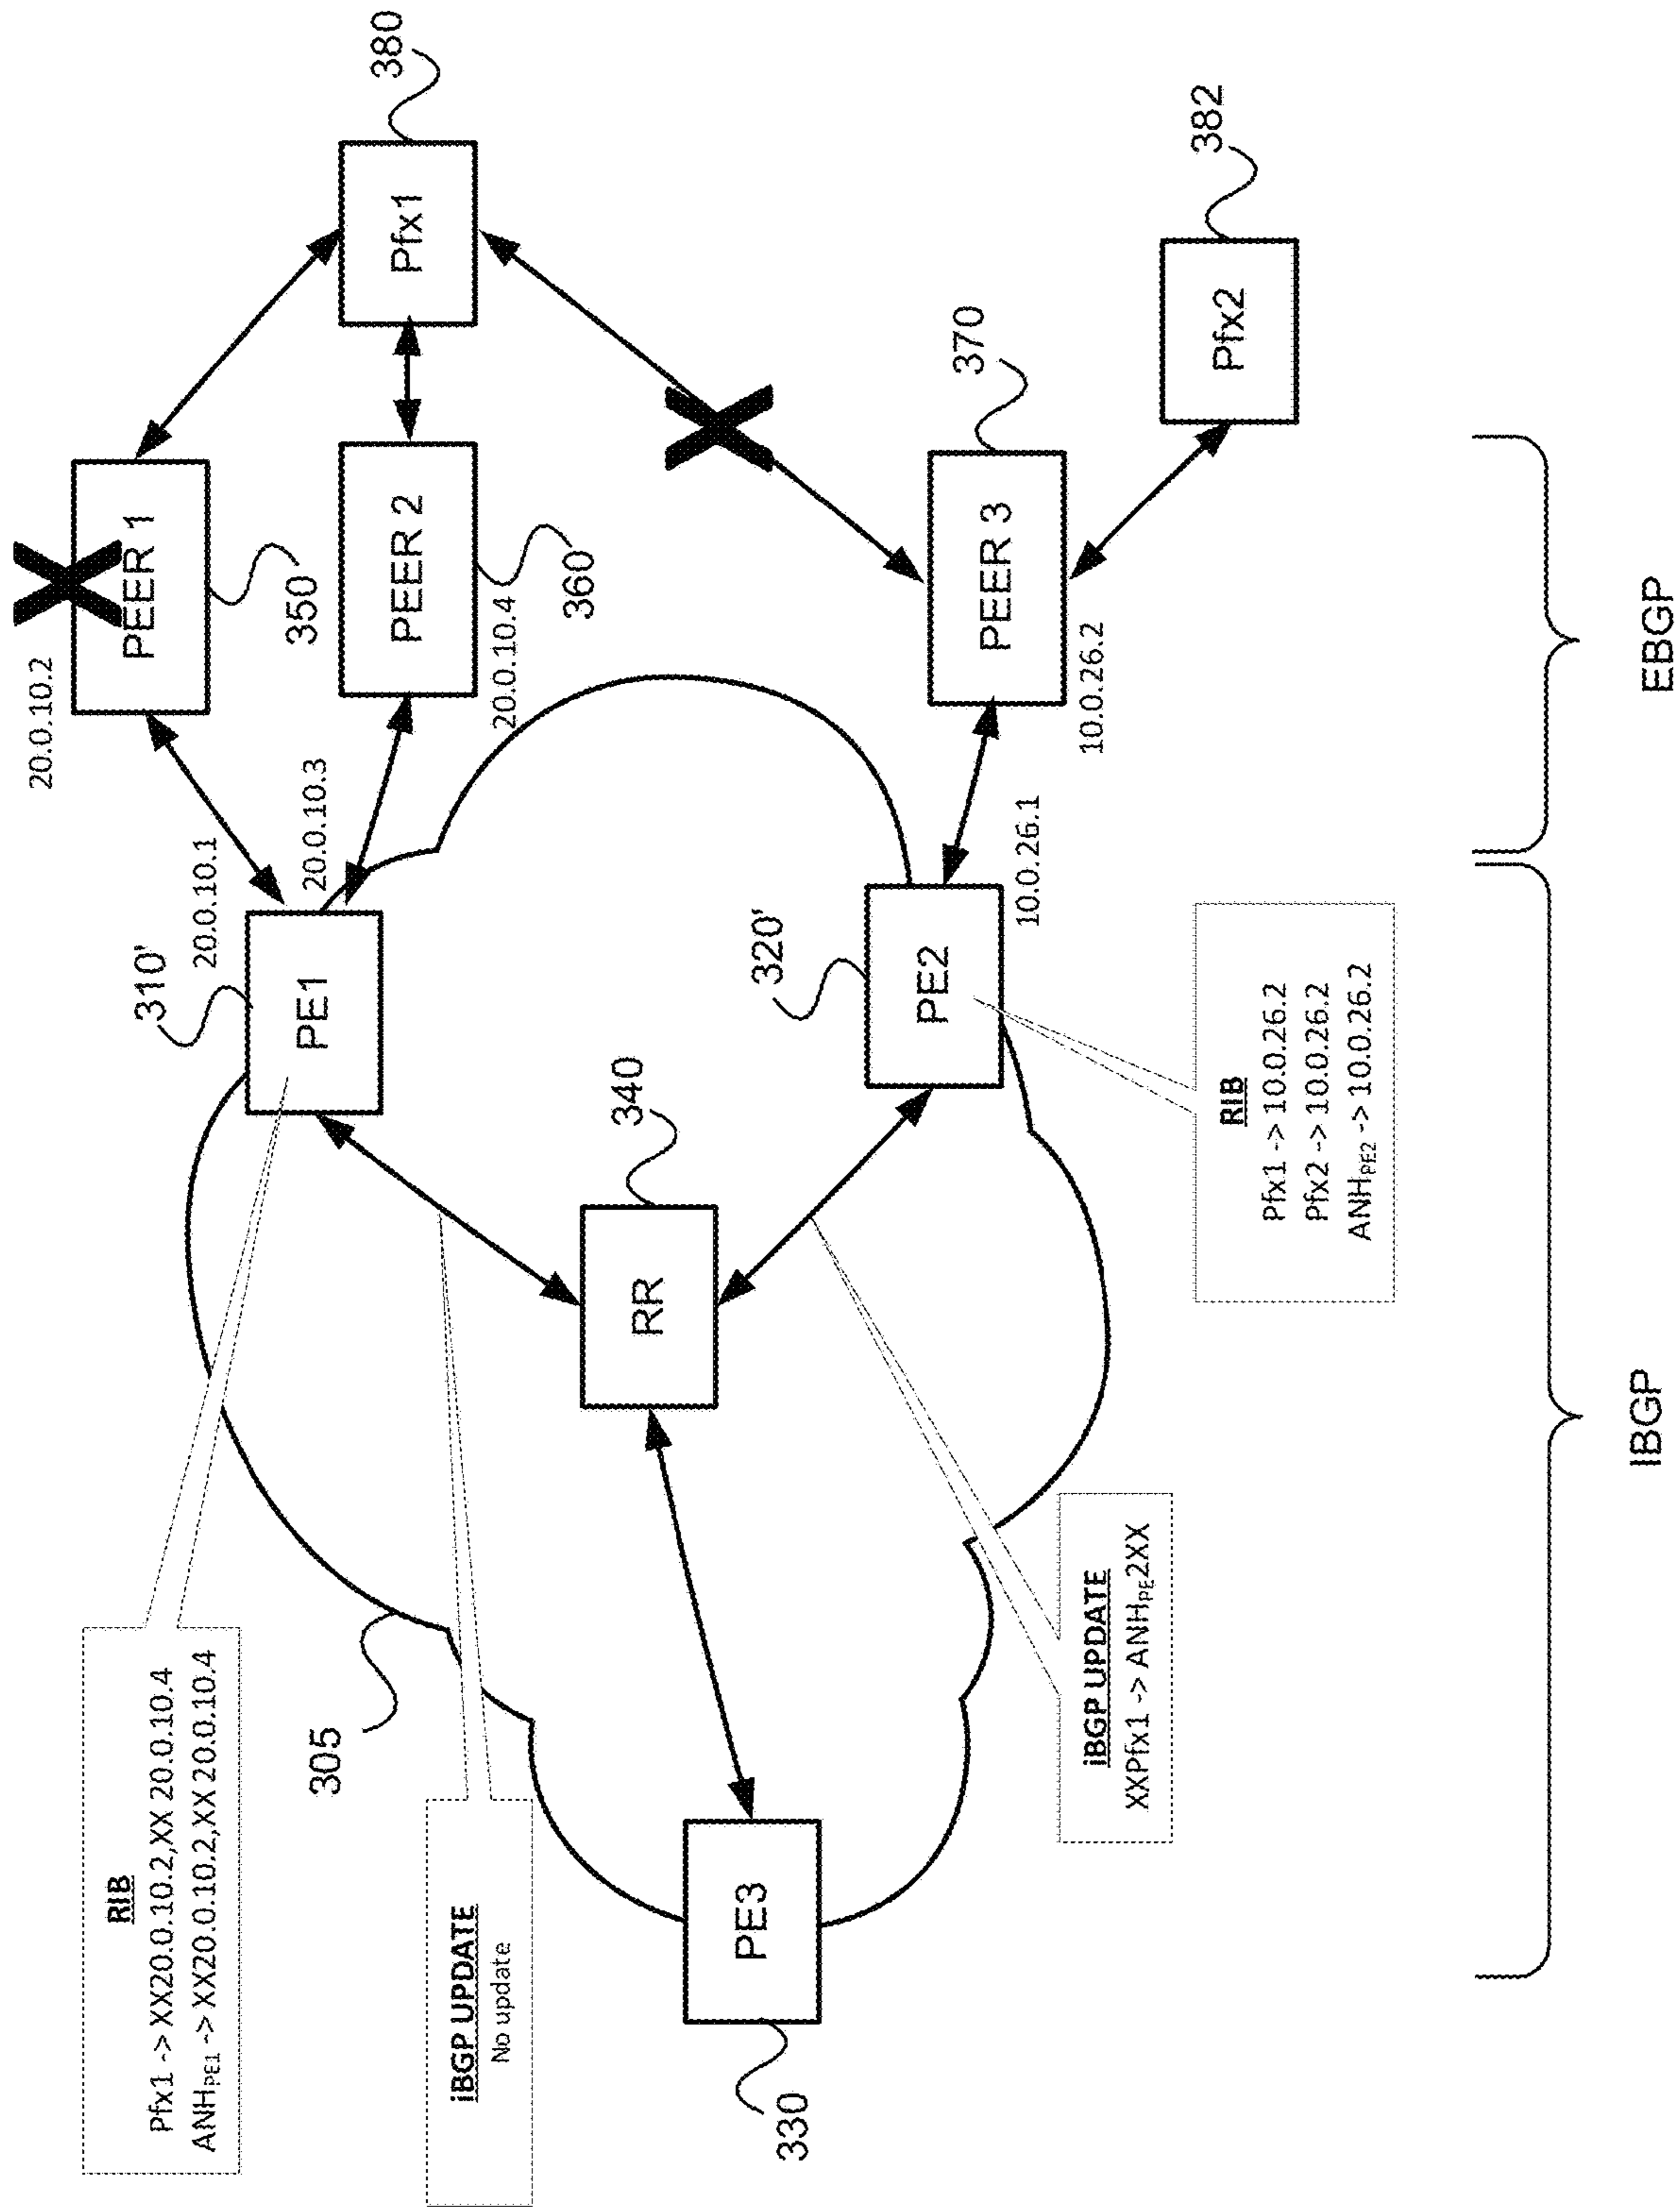 RIB
Pfx1 -> XX20.0.10.2,XX 20.0.10.4
ANHPE1 -> XX20.0.10.2,XX 20.0.10.4
iBGP UPDATE
No update
305
310'
PE1
20.0.10.1
20.0.10.3
20.0.10.2
PEER 1
350
PEER 2
20.0.10.4
360
Pfx1
380
330
PE3
RR
340
320'
PE2
10.0.26.1
PEER 3
10.0.26.2
370
Pfx2
382
iBGP UPDATE
XXPfx1 -> ANHPE2XX
RIB
Pfx1 -> 10.0.26.2
Pfx2 -> 10.0.26.2
ANHPE2 -> 10.0.26.2
IBGP
EBGP